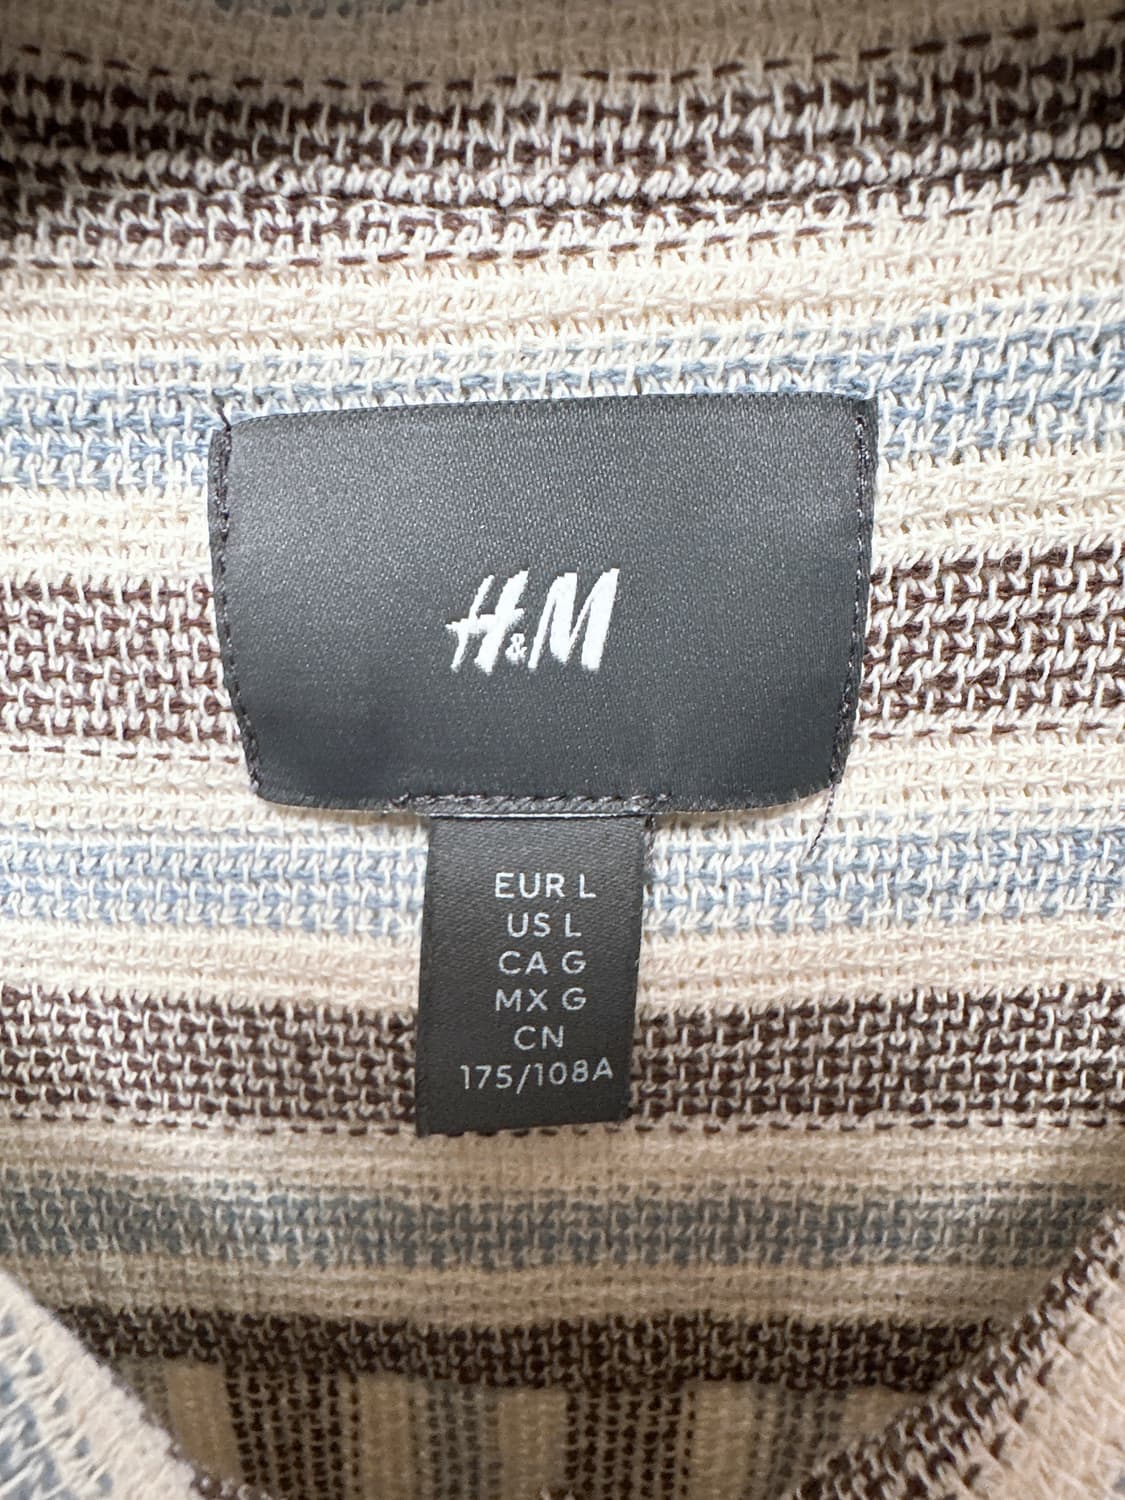 H&M
EUR L
US L
CA G
MX G
CN
175/108A